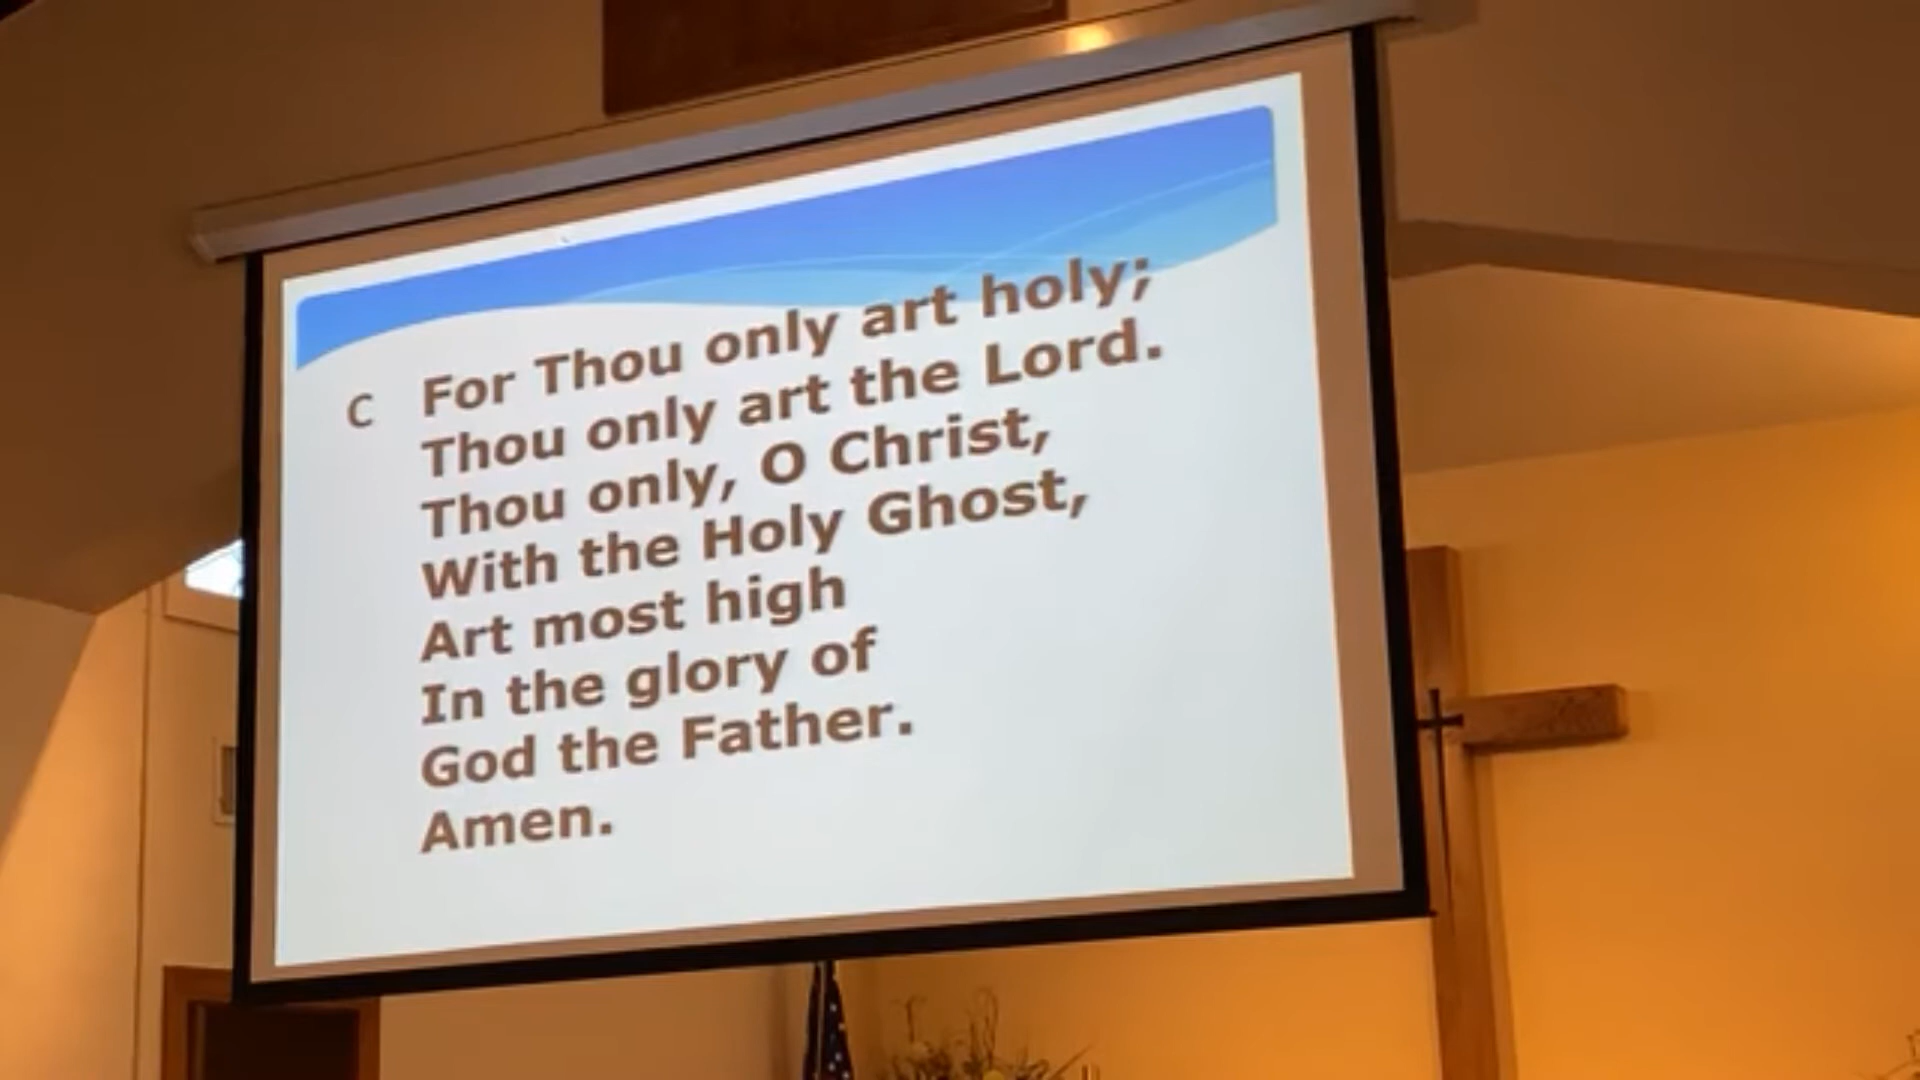 C For Thou only art holy;
Thou only art the Lord.
Thou only, O Christ,
With the Holy Ghost,
Art most high
In the glory of
God the Father.
Amen.